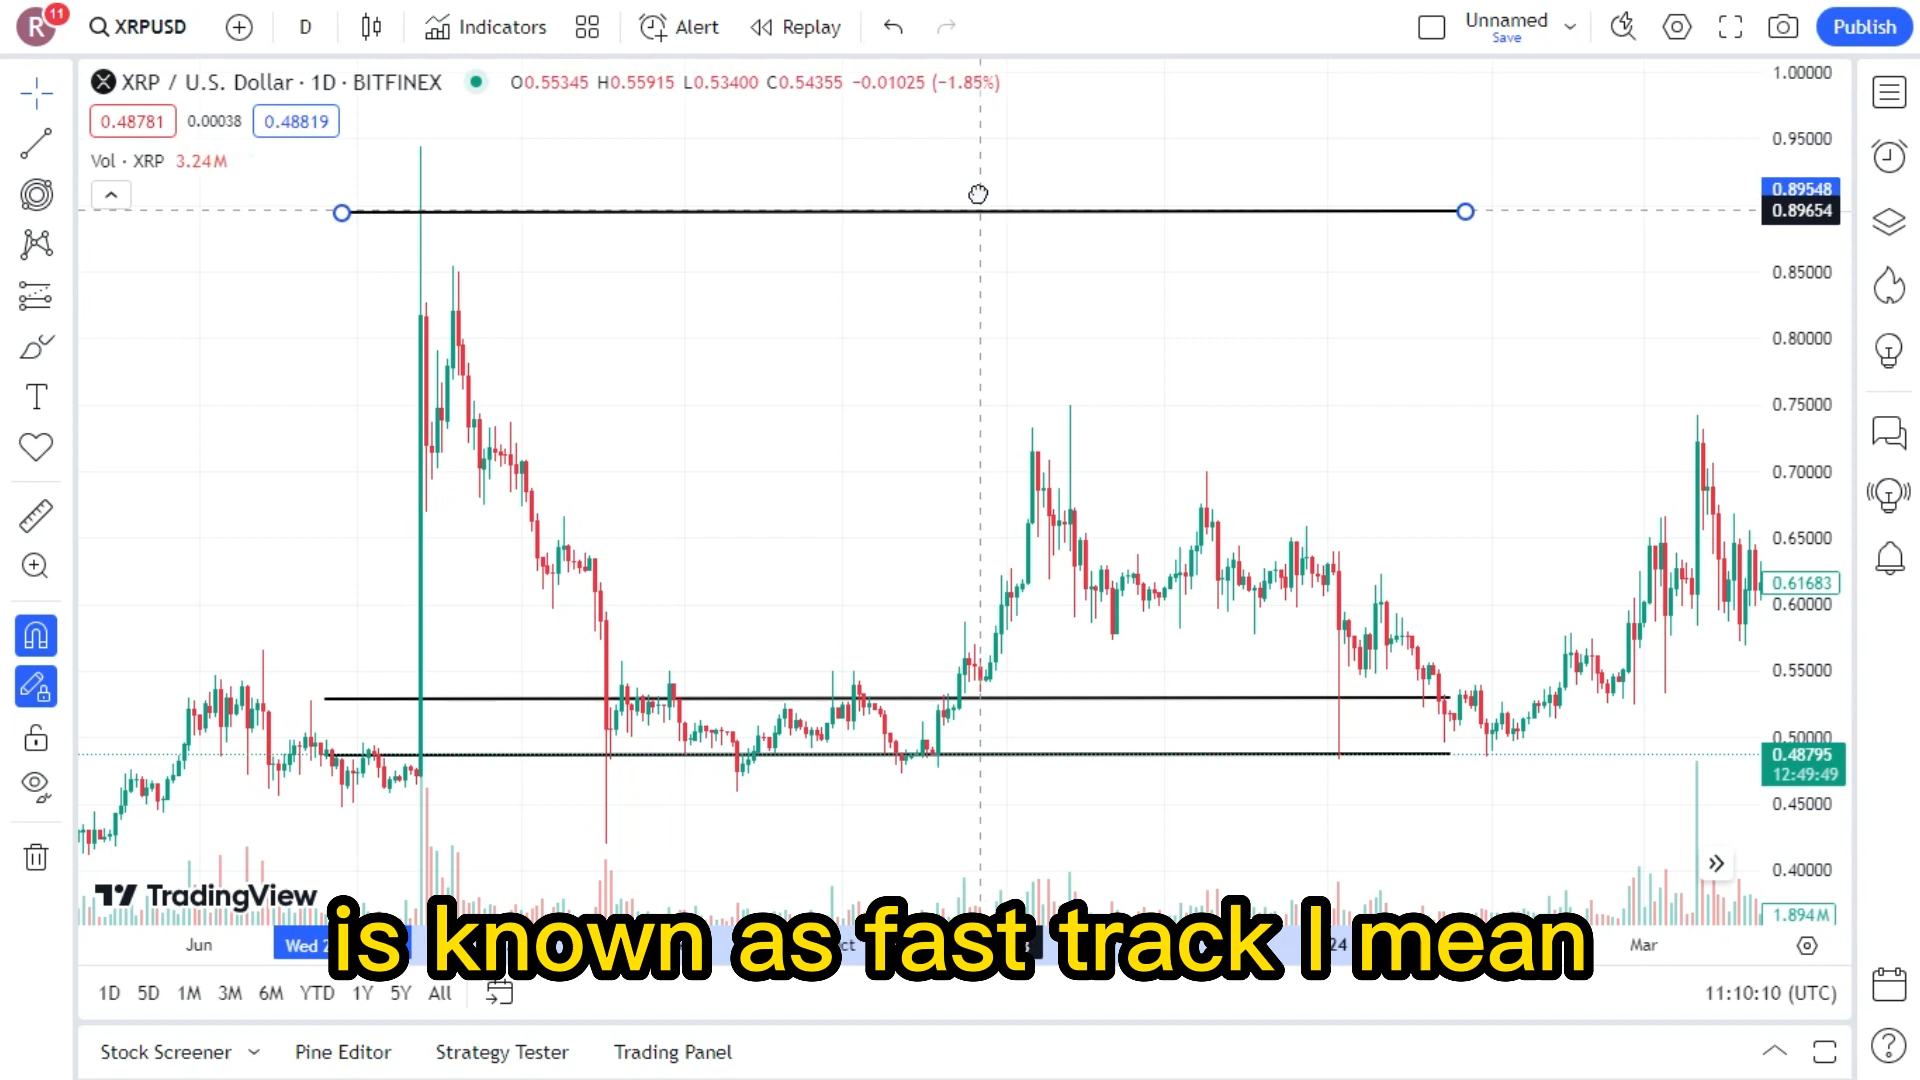 R 11 XRPUSD D Indicators Alert Replay Unnamed Save Publish
XRP / U.S. Dollar · 1D · BITFINEX O0.55345 H0.55915 L0.53400 C0.54355 −0.01025 (−1.85%)
0.48781 0.00038 0.48819
Vol · XRP 3.24M
1.00000
0.95000
0.89548
0.89654
0.85000
0.80000
0.75000
0.70000
0.65000
0.61683
0.60000
0.55000
0.50000
0.48795
12:49:49
0.45000
0.40000
1.894M
TradingView
is known as fast track I mean
Jun Wed 2 ct 24 Mar
1D 5D 1M 3M 6M YTD 1Y 5Y All 11:10:10 (UTC)
Stock Screener Pine Editor Strategy Tester Trading Panel